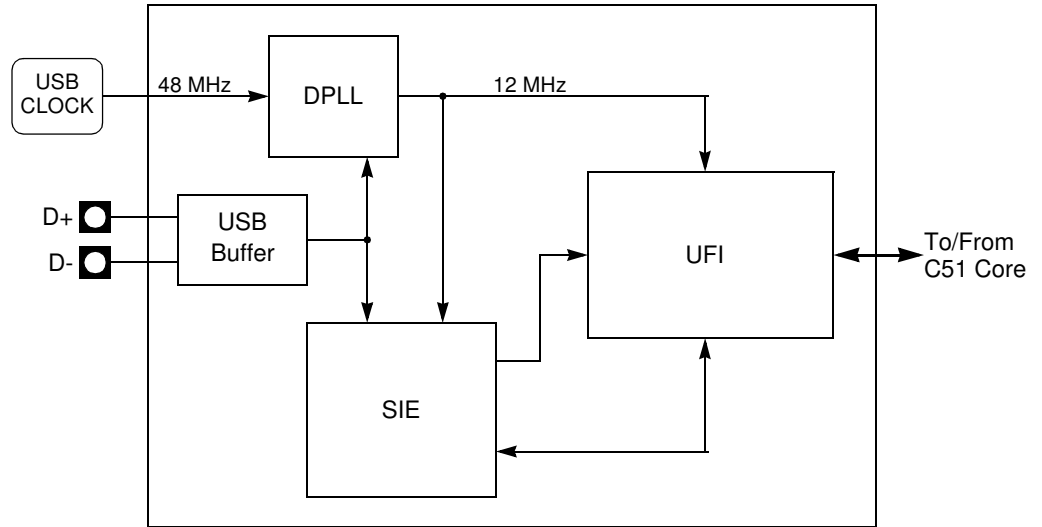 USB
CLOCK
48 MHz
DPLL
12 MHz
D+
D-
USB
Buffer
UFI
To/From
C51 Core
SIE